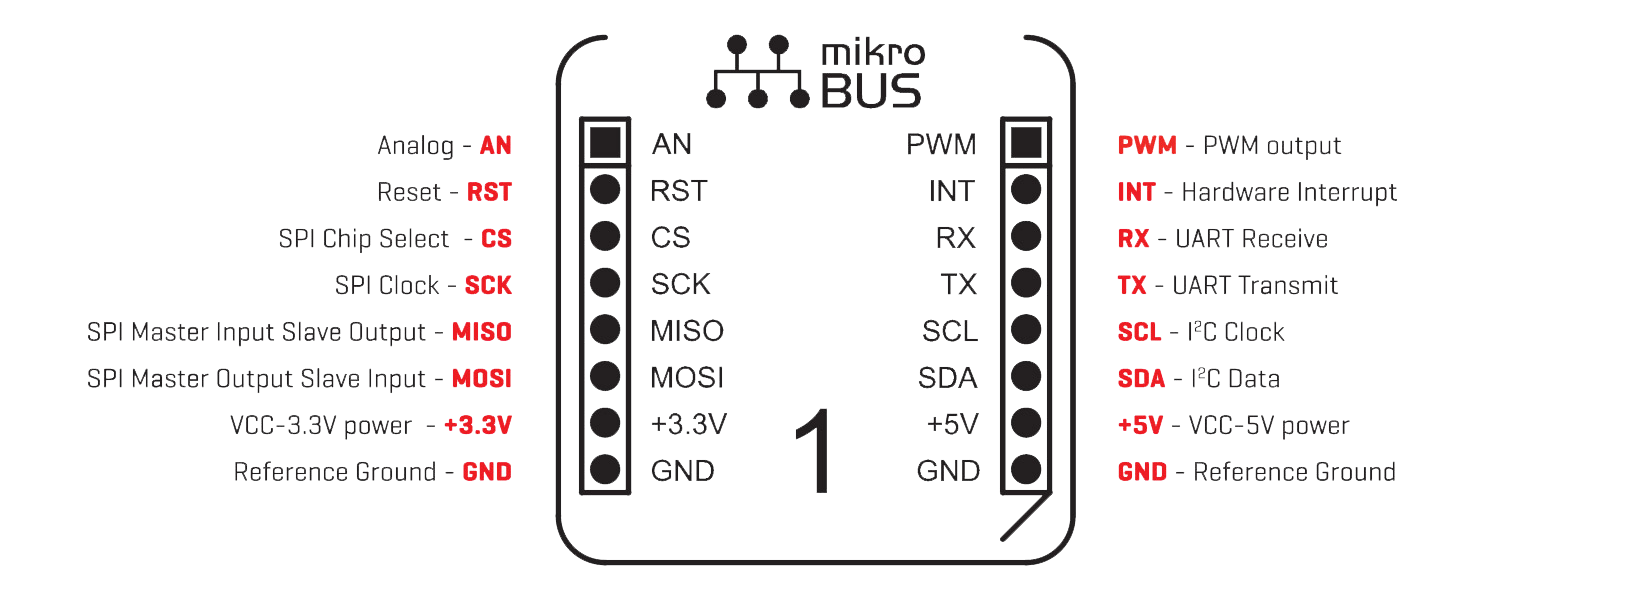 mikro
BUS
Analog - AN AN PWM PWM - PWM output
Reset - RST RST INT INT - Hardware Interrupt
SPI Chip Select - CS CS RX RX - UART Receive
SPI Clock - SCK SCK TX TX - UART Transmit
SPI Master Input Slave Output - MISO MISO SCL SCL - I²C Clock
SPI Master Output Slave Input - MOSI MOSI SDA SDA - I²C Data
VCC-3.3V power - +3.3V +3.3V +5V +5V - VCC-5V power
Reference Ground - GND GND GND GND - Reference Ground
1